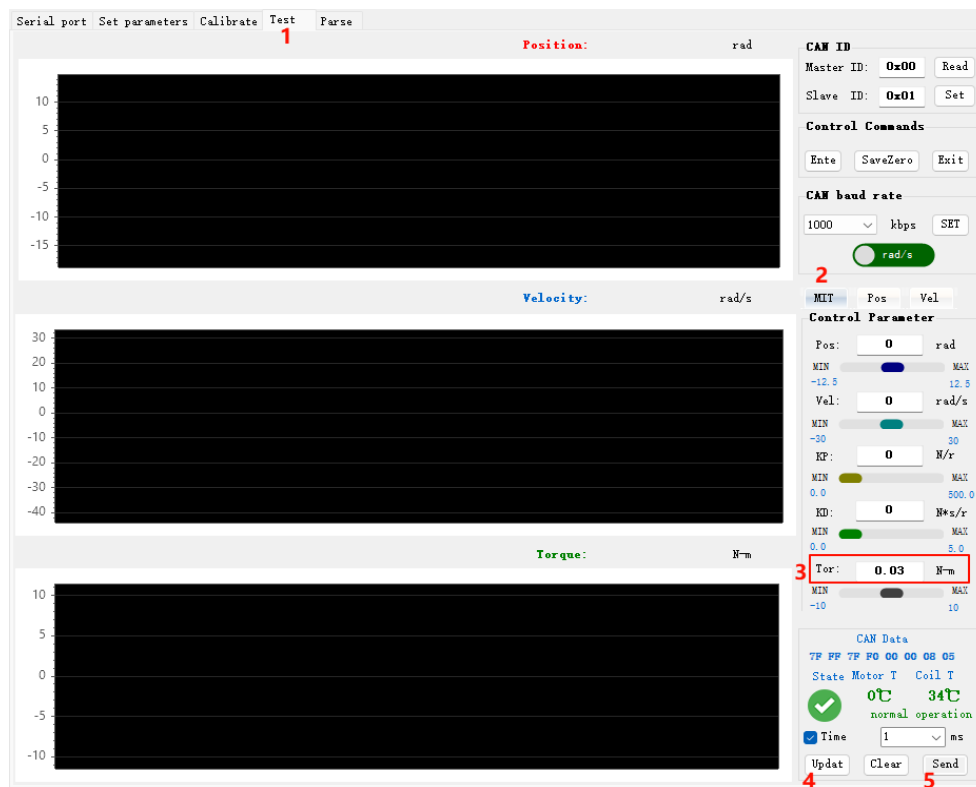 Serial port Set parameters Calibrate Test Parse
1
Position: rad
10
5
0
-5
-10
-15
Velocity: rad/s
30
20
10
0
-10
-20
-30
-40
Torque: N-m
10
5
0
-5
-10
CAN ID
Master ID: 0x00 Read
Slave ID: 0x01 Set
Control Commands
Ente SaveZero Exit
CAN baud rate
1000 kbps SET
rad/s
2
MIT Pos Vel
Control Parameter
Pos: 0 rad
MIN MAX
-12.5 12.5
Vel: 0 rad/s
MIN MAX
-30 30
KP: 0 N/r
MIN MAX
0.0 500.0
KD: 0 N*s/r
MIN MAX
0.0 5.0
3 Tor: 0.03 N-m
MIN MAX
-10 10
CAN Data
7F FF 7F F0 00 00 08 05
State Motor T Coil T
0℃ 34℃
normal operation
Time 1 ms
Updat Clear Send
4 5